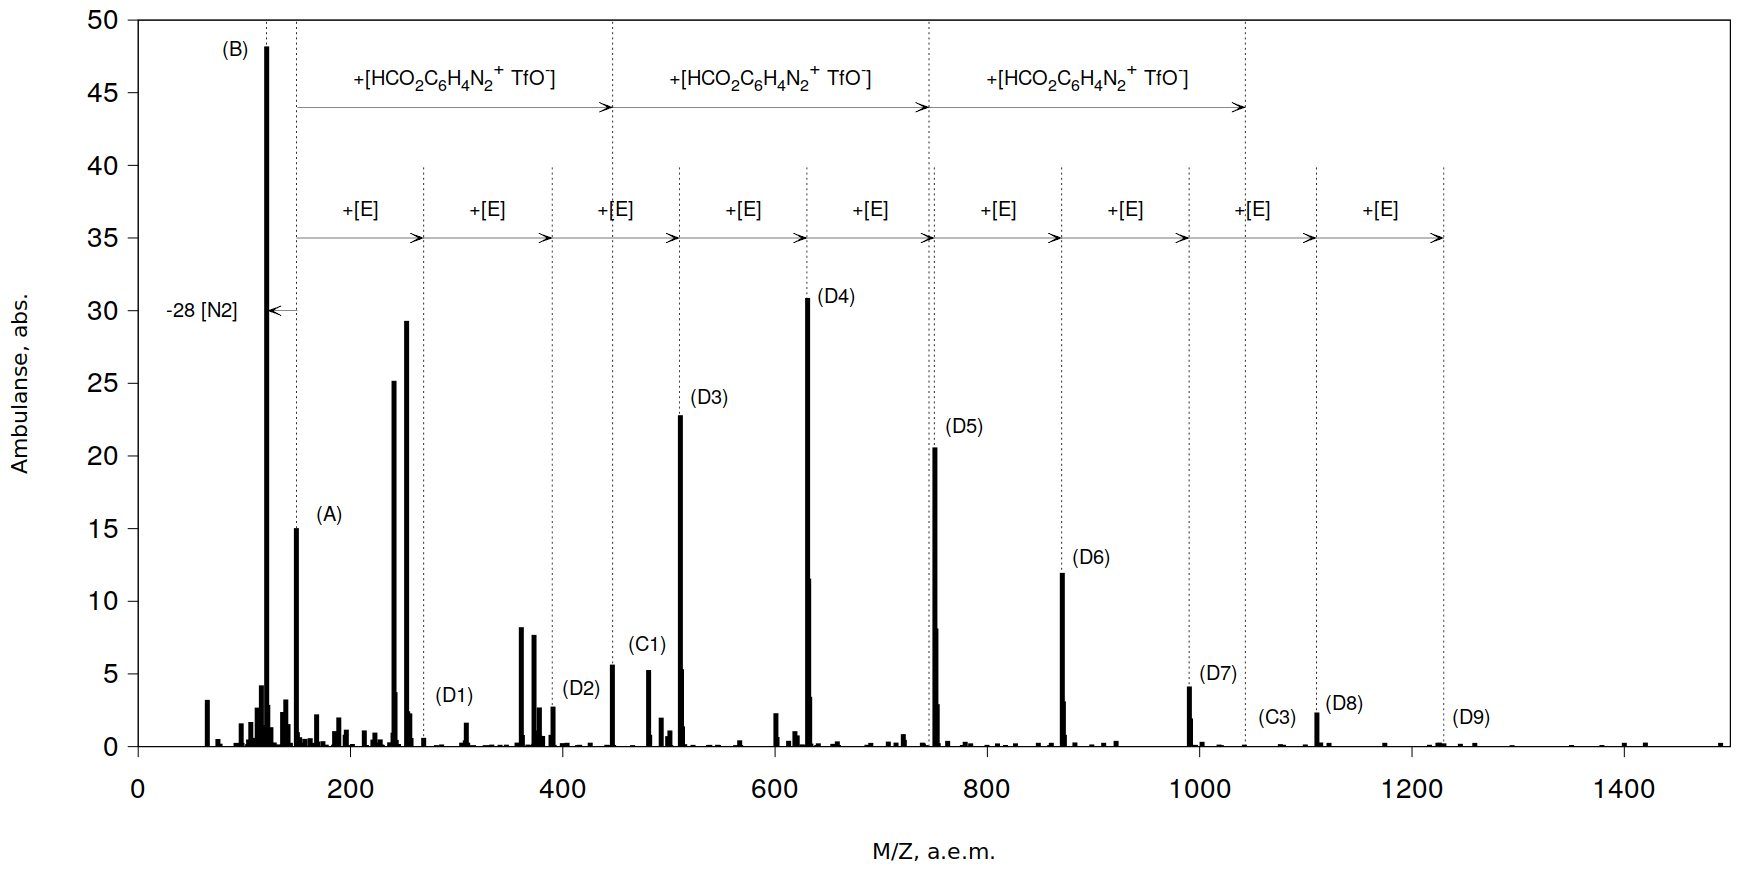 50
(B)
+[HCO₂C₆H₄N₂⁺ TfO⁻] +[HCO₂C₆H₄N₂⁺ TfO⁻] +[HCO₂C₆H₄N₂⁺ TfO⁻]
45
40
+[E] +[E] +[E] +[E] +[E] +[E] +[E] +[E] +[E]
35
-28 [N2]
30
(D4)
25
(D3)
(D5)
20
(A)
15
(D6)
10
(C1)
(D7)
5
(D1) (D2) (D8)
(C3) (D9)
0
0 200 400 600 800 1000 1200 1400
Ambulanse, abs.
M/Z, a.e.m.